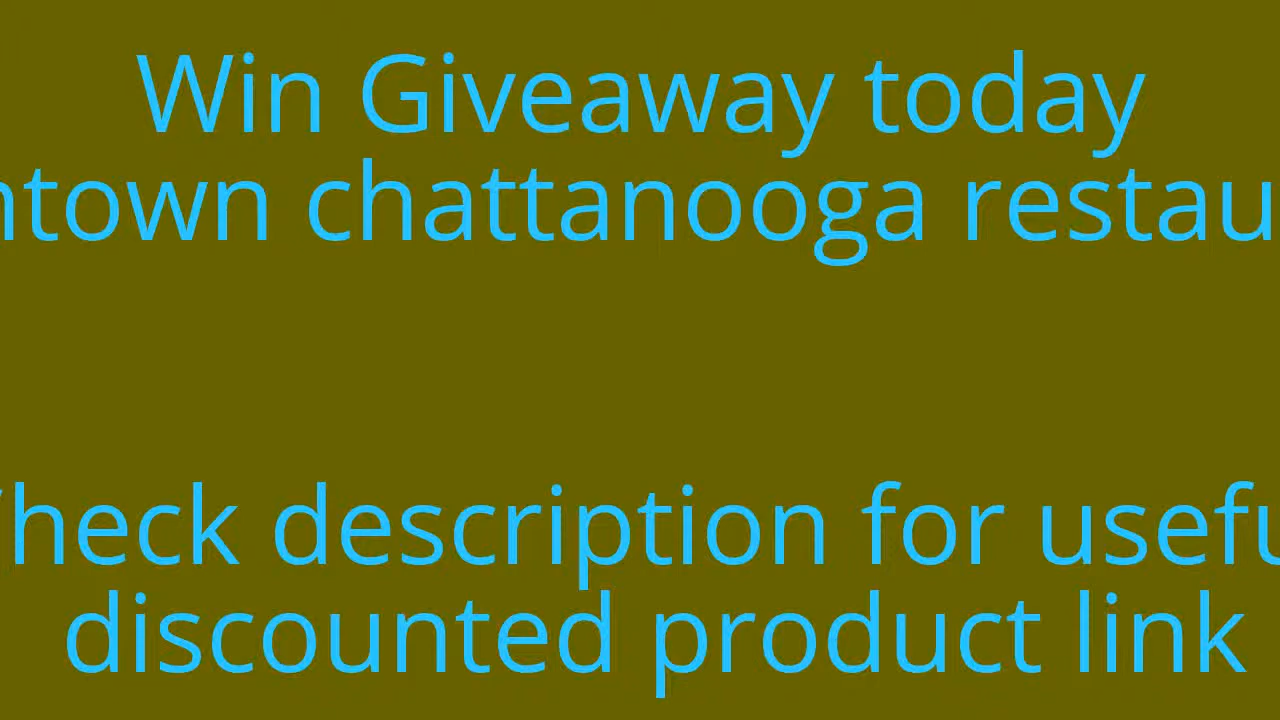 Win Giveaway today
ntown chattanooga restau
heck description for usefu
discounted product link